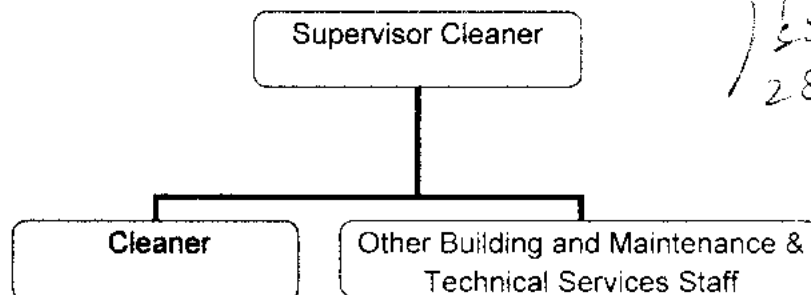 Supervisor Cleaner
Cleaner
Other Building and Maintenance &
Technical Services Staff